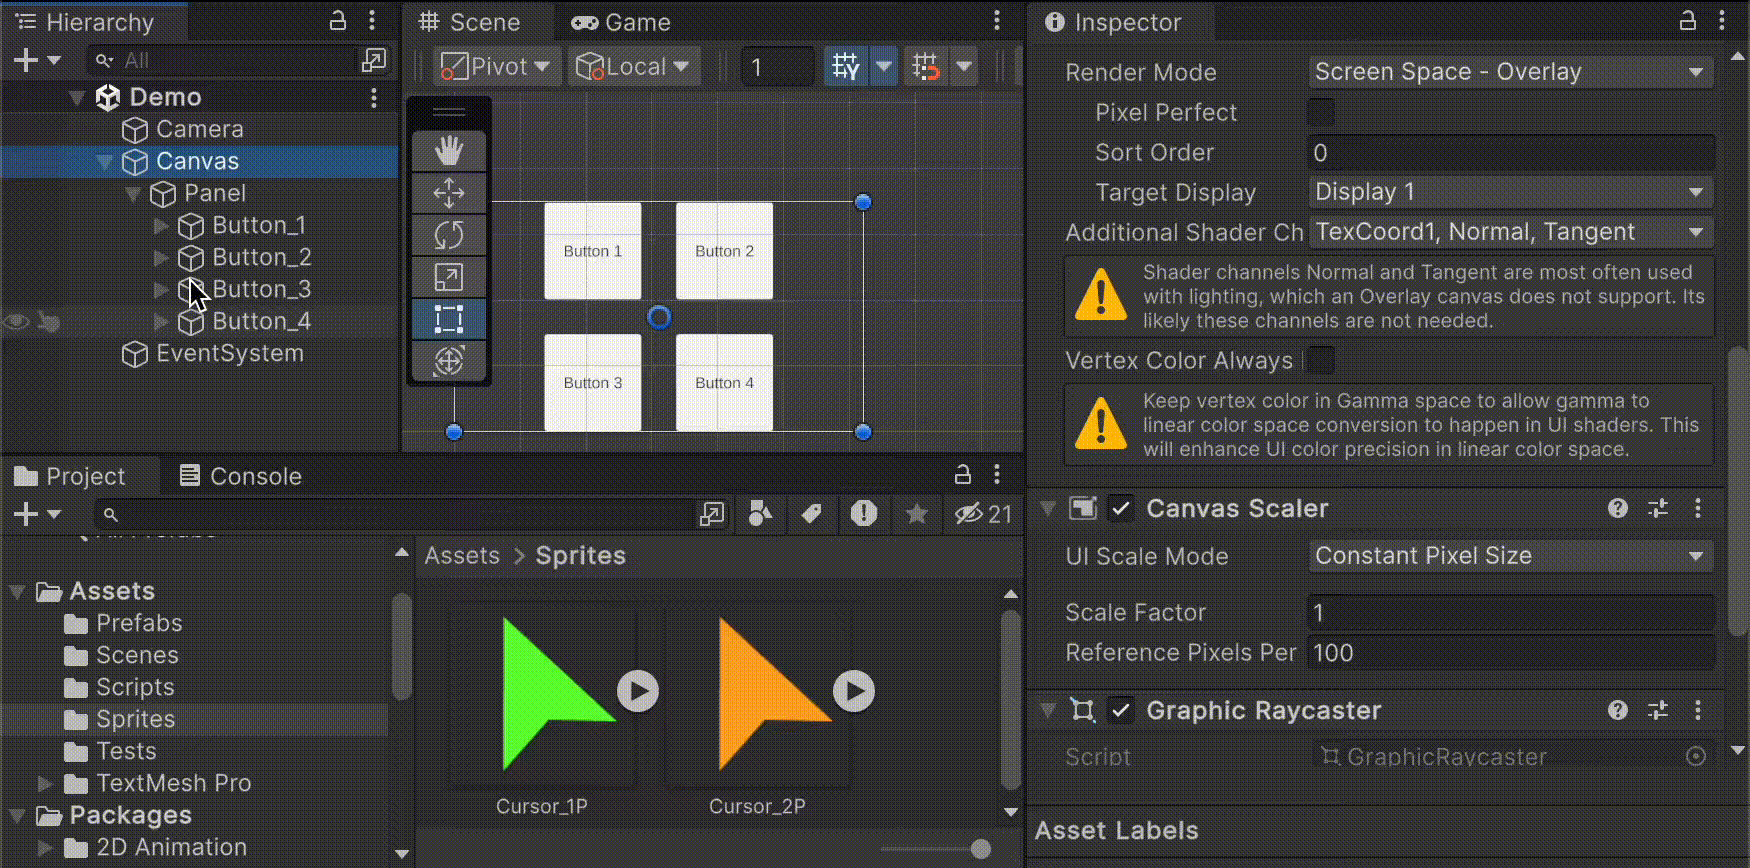 Hierarchy
All
Demo
Camera
Canvas
Panel
Button_1
Button_2
Button_3
Button_4
EventSystem
Scene
Game
Pivot
Local
1
Button 1
Button 2
Button 3
Button 4
Inspector
Render Mode
Screen Space - Overlay
Pixel Perfect
Sort Order
0
Target Display
Display 1
Additional Shader Ch
TexCoord1, Normal, Tangent
Shader channels Normal and Tangent are most often used
with lighting, which an Overlay canvas does not support. Its
likely these channels are not needed.
Vertex Color Always
Keep vertex color in Gamma space to allow gamma to
linear color space conversion to happen in UI shaders. This
will enhance UI color precision in linear color space.
Canvas Scaler
UI Scale Mode
Constant Pixel Size
Scale Factor
1
Reference Pixels Per
100
Graphic Raycaster
Script
GraphicRaycaster
Asset Labels
Project
Console
21
Assets
Prefabs
Scenes
Scripts
Sprites
Tests
TextMesh Pro
Packages
2D Animation
Assets > Sprites
Cursor_1P
Cursor_2P